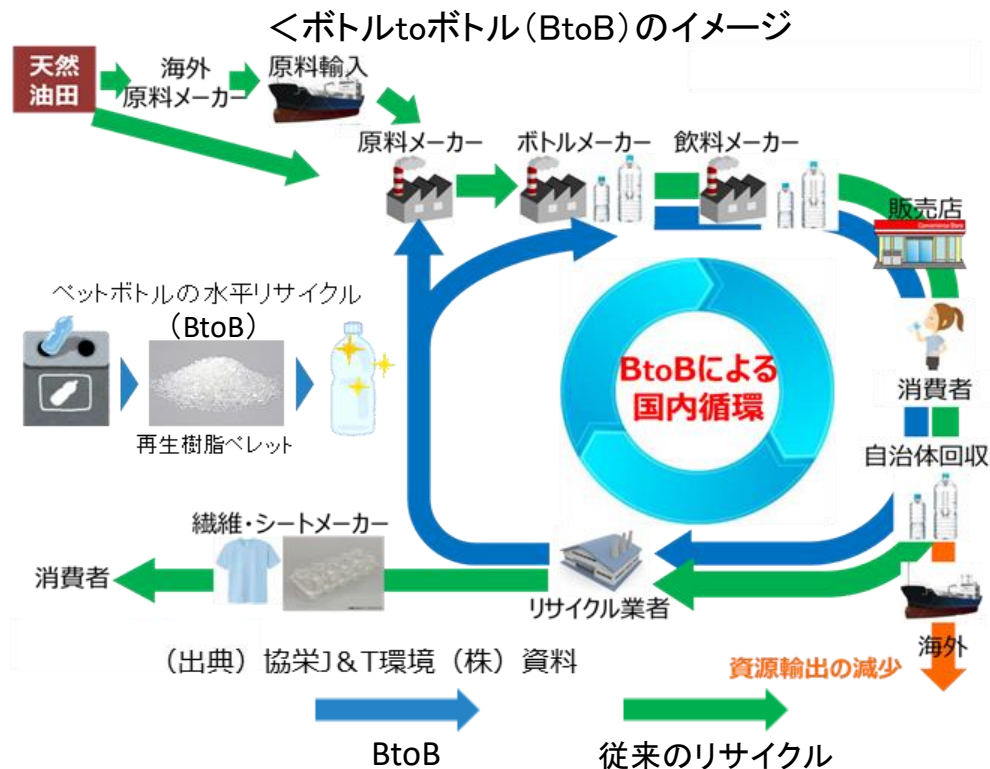 ＜ボトルtoボトル（BtoB）のイメージ
天然
油田
海外
原料メーカー
原料輸入
原料メーカー
ボトルメーカー
飲料メーカー
販売店
Convenience Store
ペットボトルの水平リサイクル
（BtoB）
再生樹脂ペレット
BtoBによる
国内循環
消費者
自治体回収
繊維・シートメーカー
消費者
リサイクル業者
海外
資源輸出の減少
（出典）協栄J＆T環境（株）資料
BtoB
従来のリサイクル